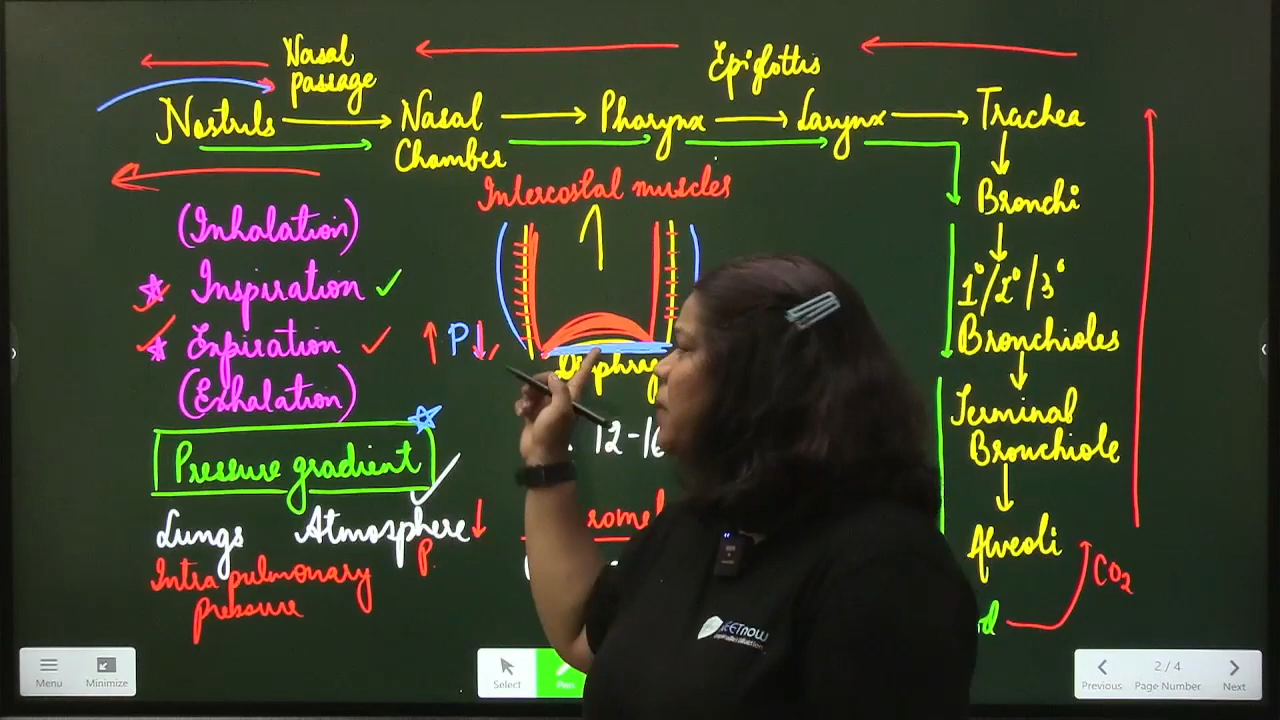 Nasal
passage
Epiglottis
Nostrils
Nasal
Chamber
Pharynx
Larynx
Trachea
Bronchi
1°/2°/3°
Bronchioles
Terminal
Bronchiole
Alveoli
CO2
Intercostal muscles
(Inhalation)
Inspiration
Expiration
(Exhalation)
P
12-16
Pressure gradient
Lungs
Atmosphere
P.
Intra pulmonary
pressure
NEETNOW
Menu
Minimize
Select
Pen
Previous
2 / 4
Page Number
Next